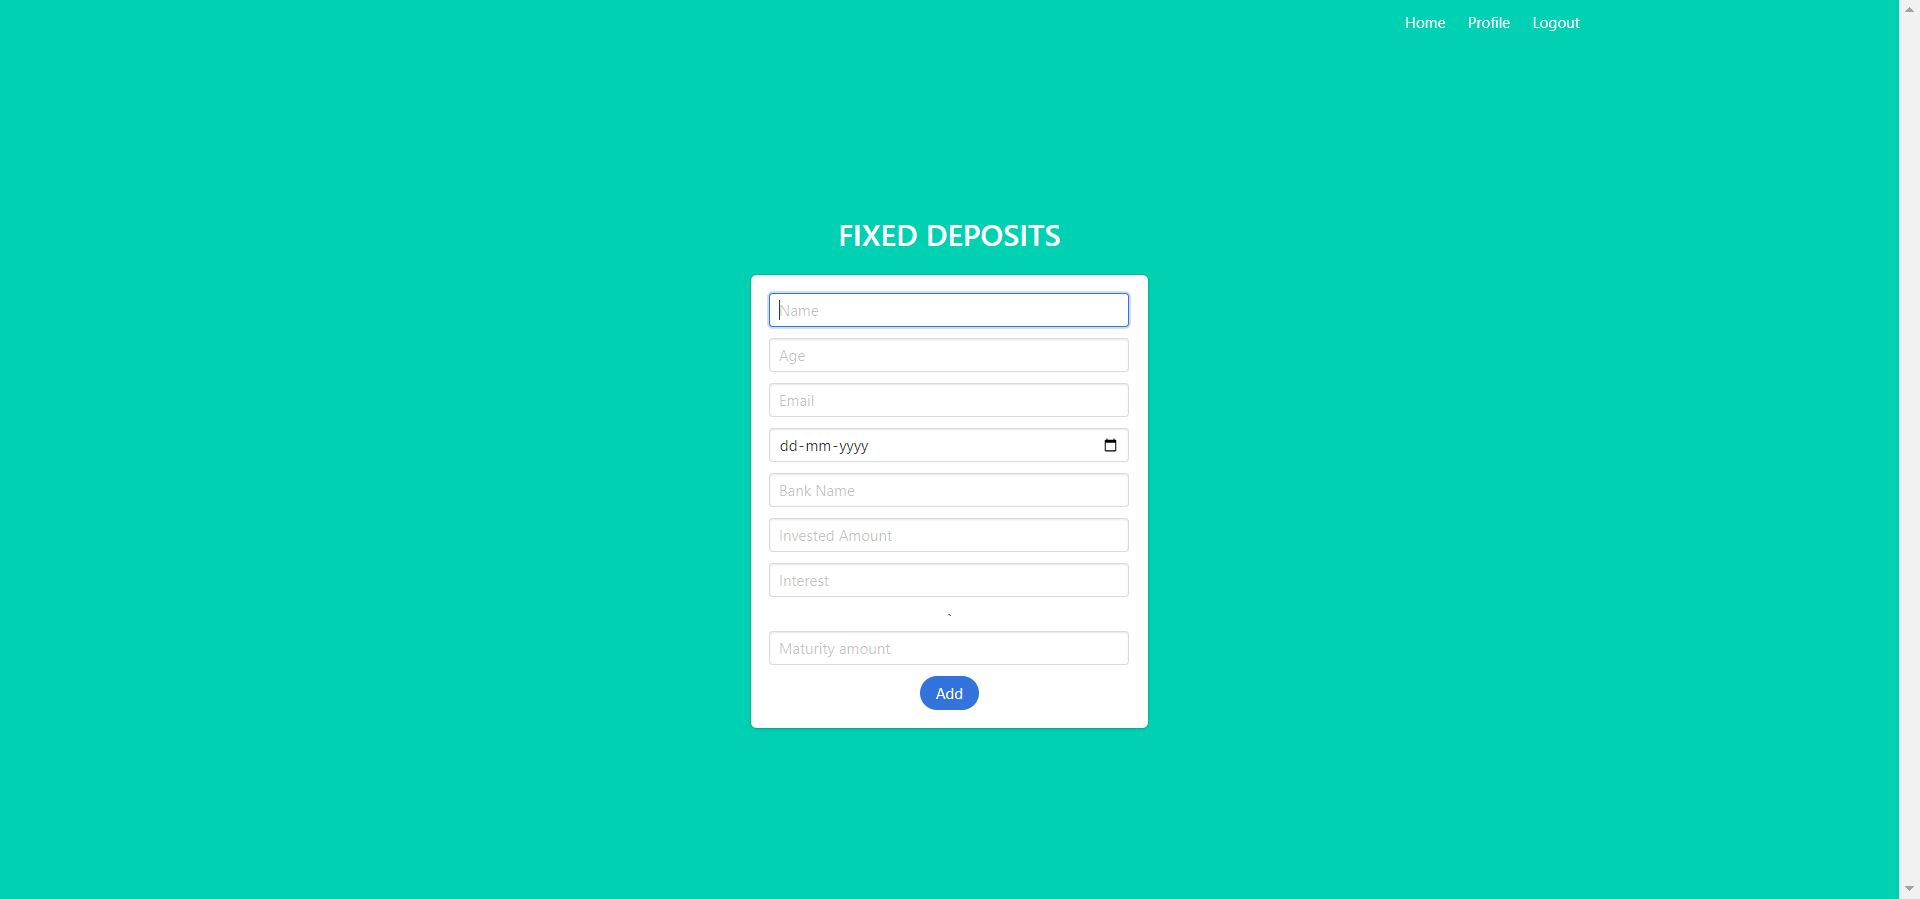 Home Profile Logout
FIXED DEPOSITS
Name
Age
Email
dd-mm-yyyy
Bank Name
Invested Amount
Interest
`
Maturity amount
Add